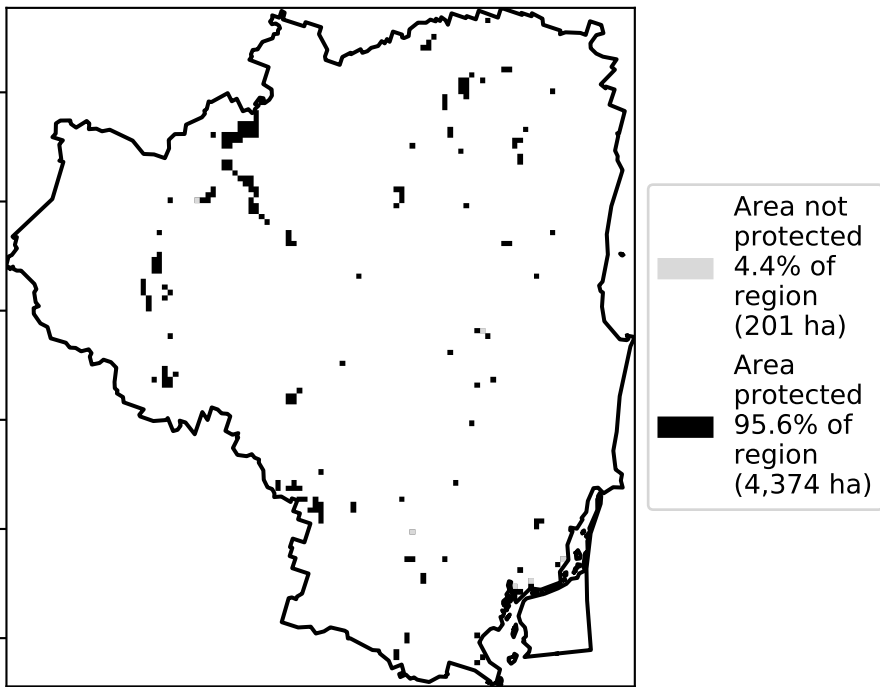 Area not
protected
4.4% of
region
(201 ha)
Area
protected
95.6% of
region
(4,374 ha)